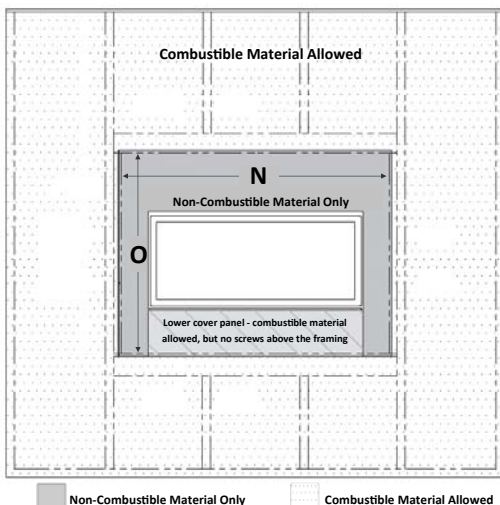 Combustible Material Allowed
N
Non-Combustible Material Only
O
Lower cover panel - combustible material
allowed, but no screws above the framing
Non-Combustible Material Only
Combustible Material Allowed